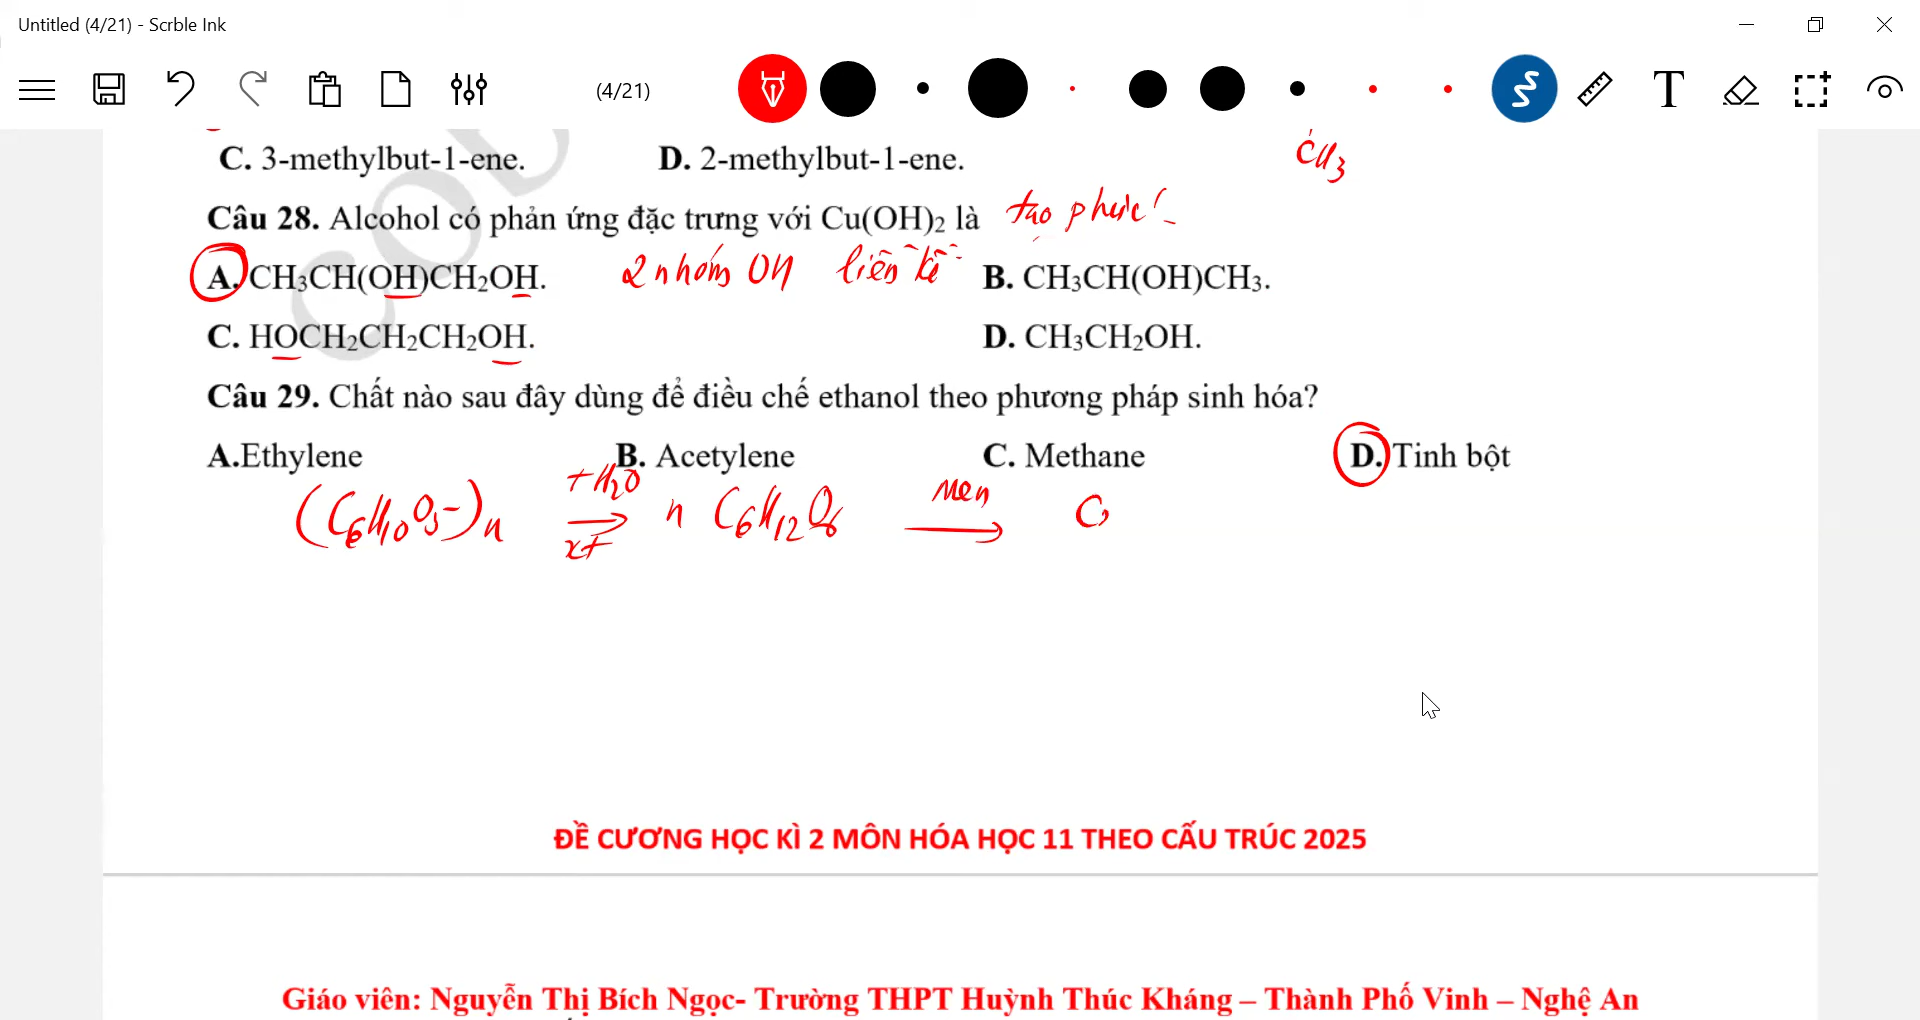 Untitled (4/21) - Scrble Ink
(4/21)
T
C. 3-methylbut-1-ene. D. 2-methylbut-1-ene.
CH3
Câu 28. Alcohol có phản ứng đặc trưng với Cu(OH)₂ là tạo phức
A. CH₃CH(OH)CH₂OH. 2 nhóm OH liền kề B. CH₃CH(OH)CH₃.
C. HOCH₂CH₂CH₂OH. D. CH₃CH₂OH.
Câu 29. Chất nào sau đây dùng để điều chế ethanol theo phương pháp sinh hóa?
A.Ethylene B. Acetylene C. Methane D. Tinh bột
(C6H10O5-)n +H2O xt n C6H12O6 men C
ĐỀ CƯƠNG HỌC KÌ 2 MÔN HÓA HỌC 11 THEO CẤU TRÚC 2025
Giáo viên: Nguyễn Thị Bích Ngọc- Trường THPT Huỳnh Thúc Kháng – Thành Phố Vinh – Nghệ An